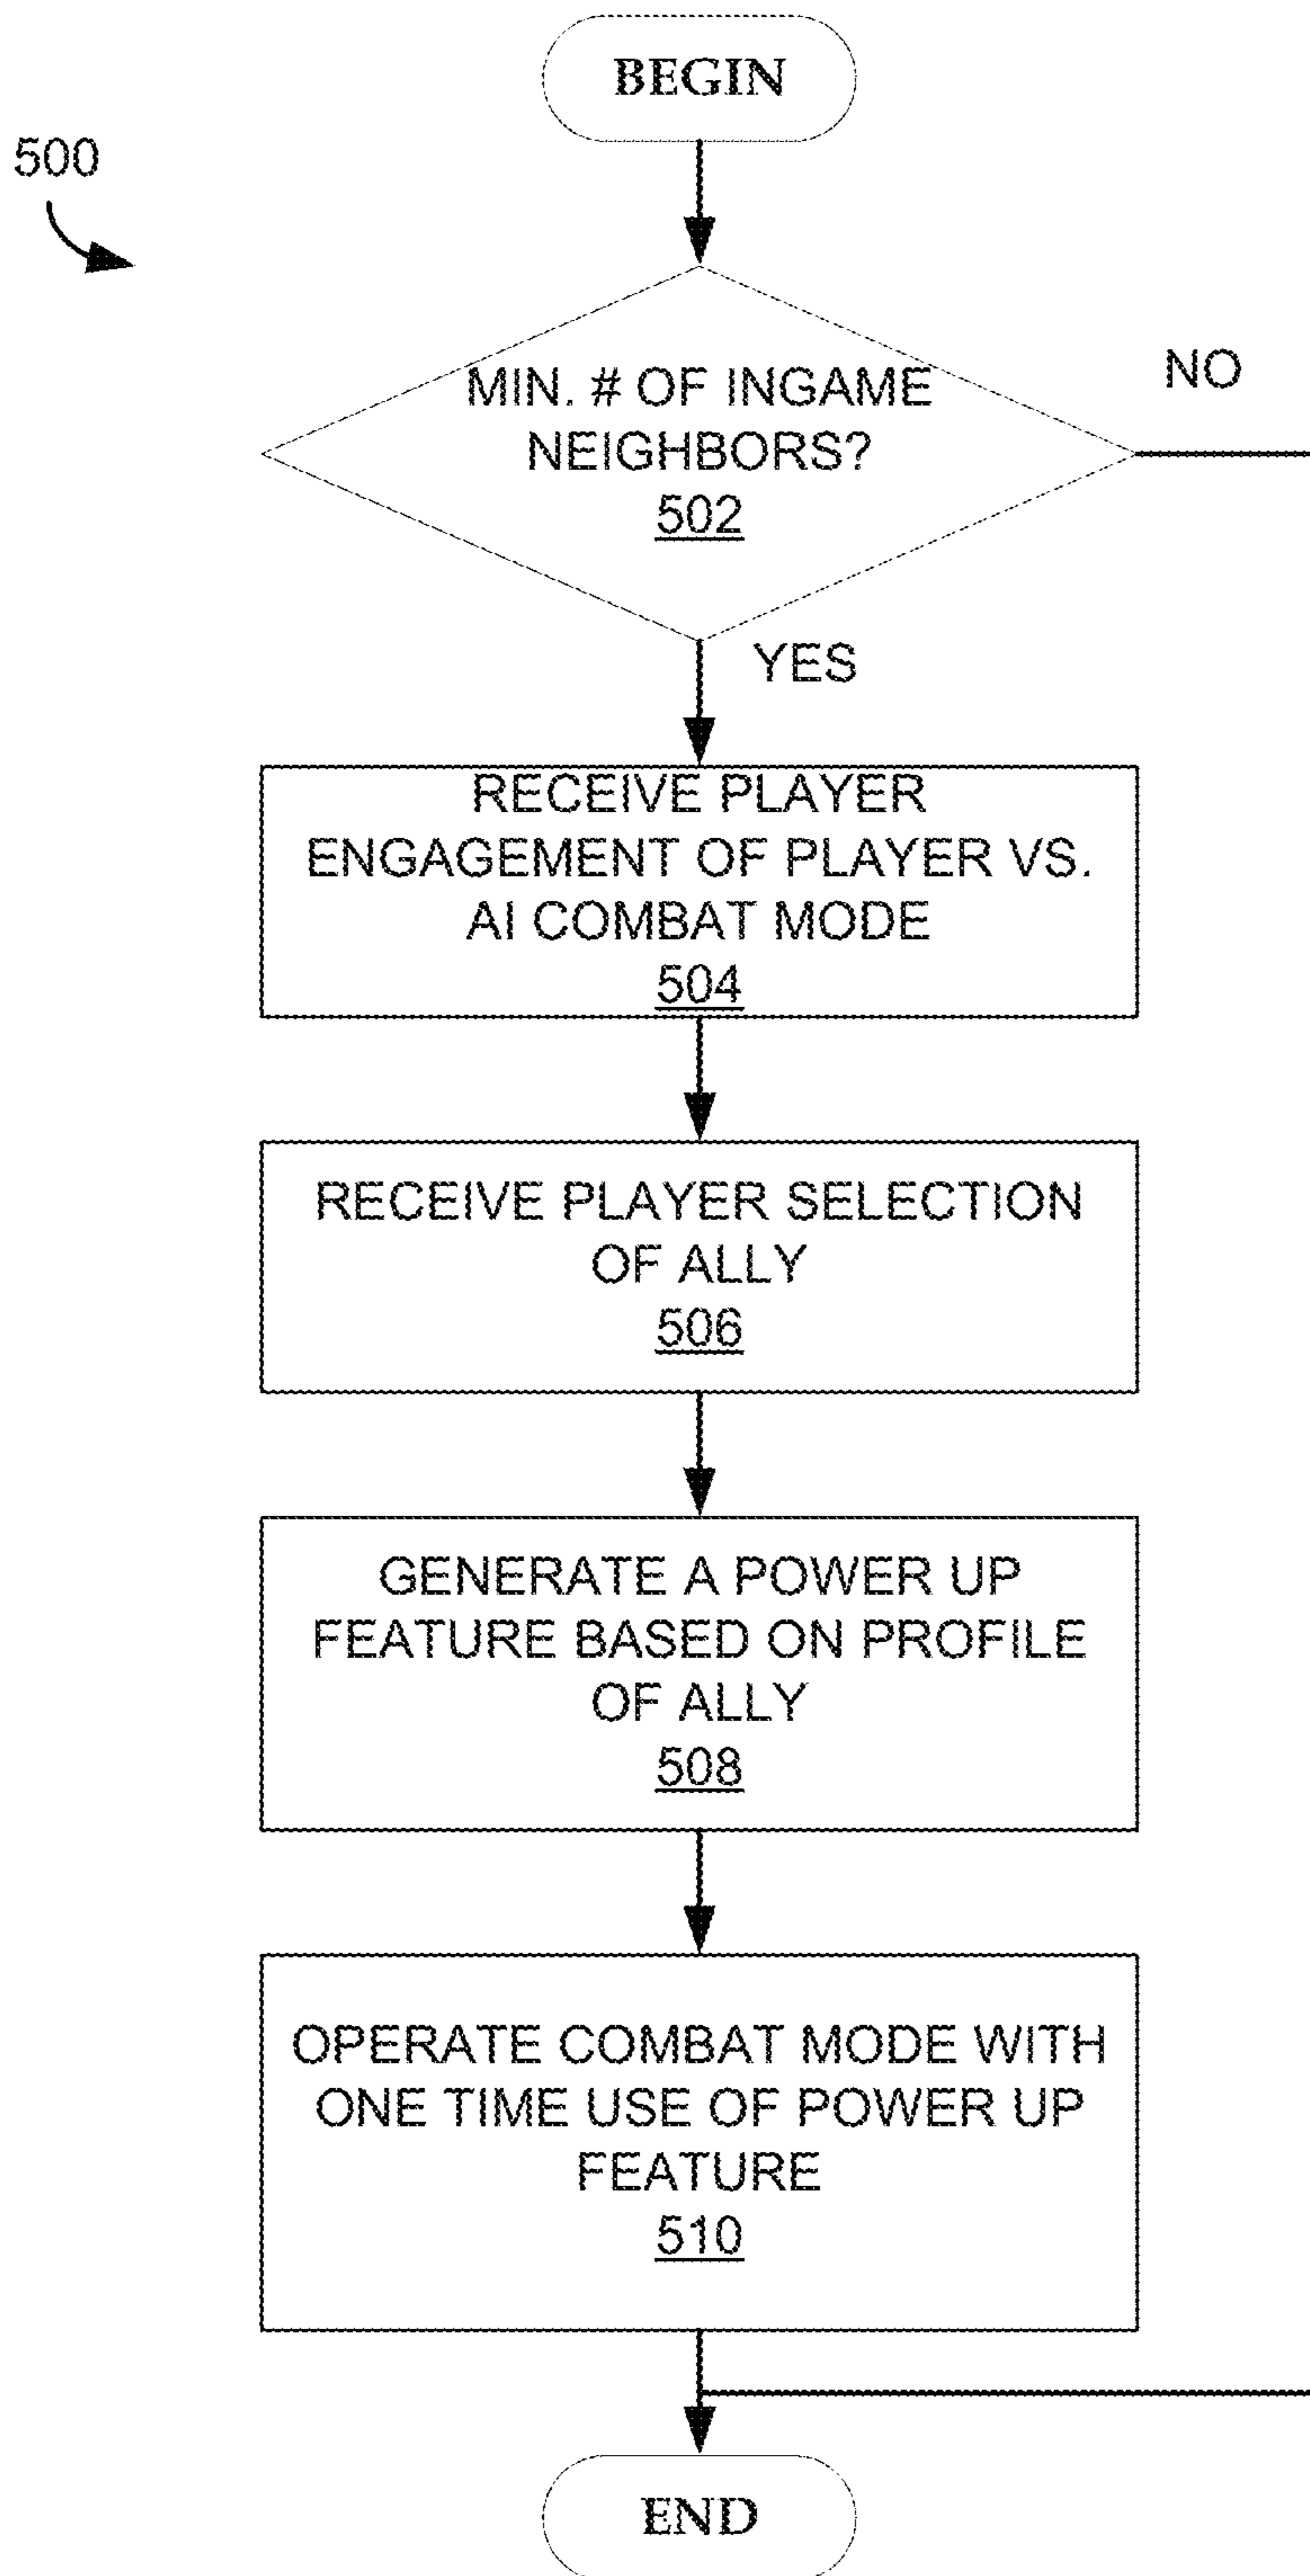 BEGIN
500
MIN. # OF INGAME
NEIGHBORS?
502
NO
YES
RECEIVE PLAYER
ENGAGEMENT OF PLAYER VS.
AI COMBAT MODE
504
RECEIVE PLAYER SELECTION
OF ALLY
506
GENERATE A POWER UP
FEATURE BASED ON PROFILE
OF ALLY
508
OPERATE COMBAT MODE WITH
ONE TIME USE OF POWER UP
FEATURE
510
END